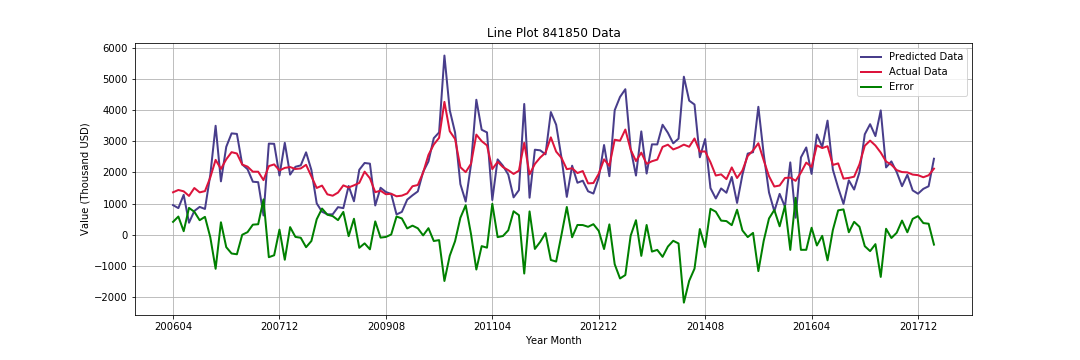 Line Plot 841850 Data
Predicted Data
Actual Data
Error
Value (Thousand USD)
6000
5000
4000
3000
2000
1000
0
−1000
−2000
200604 200712 200908 201104 201212 201408 201604 201712
Year Month